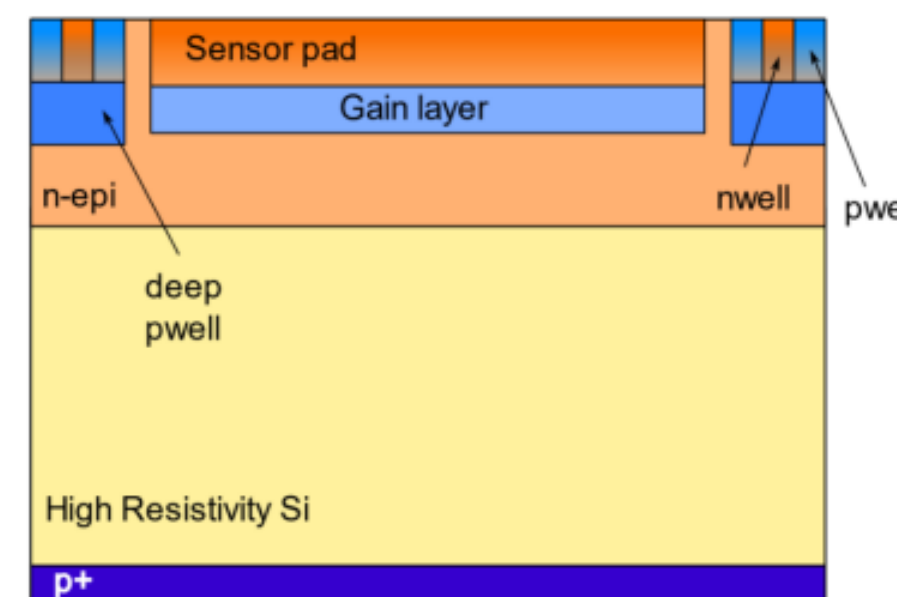 Sensor pad
Gain layer
n-epi
nwell
deep
pwell
High Resistivity Si
p+